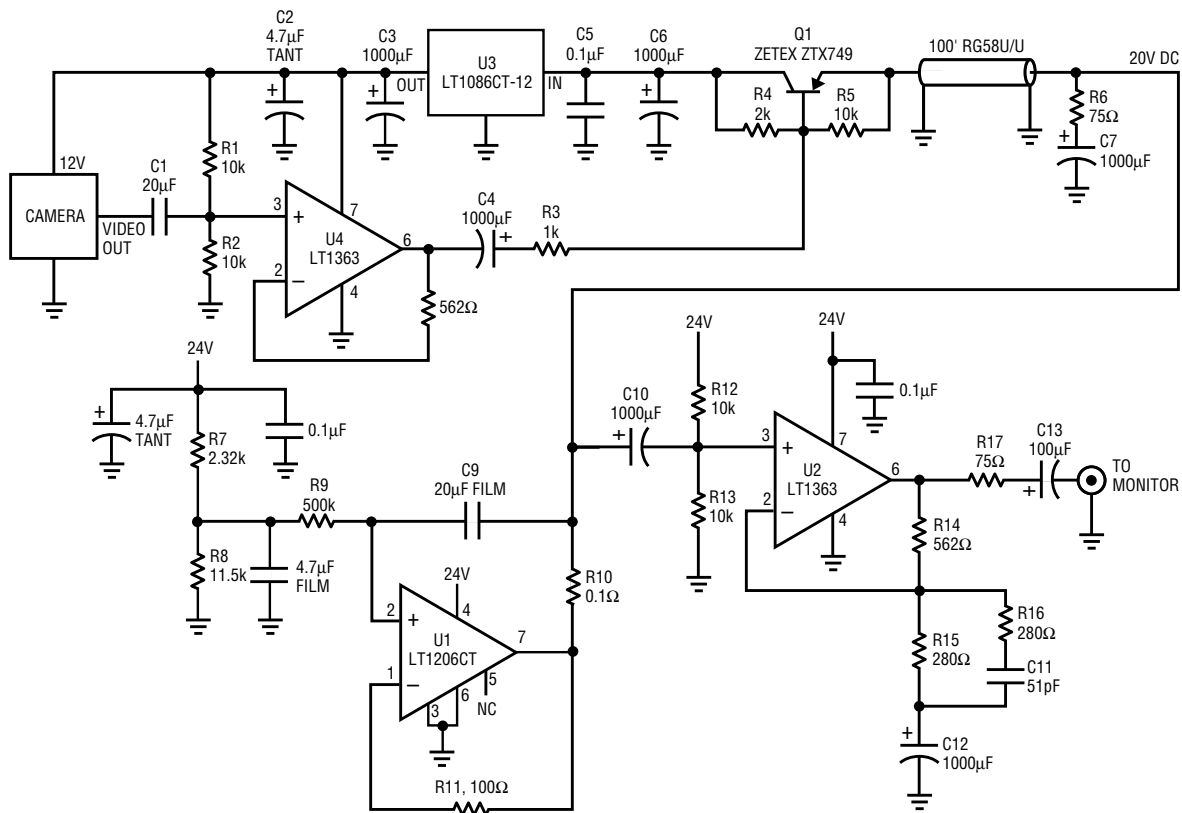 C2
4.7µF
TANT
C3
1000µF
OUT
U3
LT1086CT-12
IN
C5
0.1µF
C6
1000µF
Q1
ZETEX ZTX749
100' RG58U/U
20V DC
+
+
+
R4
2k
R5
10k
R6
75Ω
+
C7
1000µF
12V
CAMERA
VIDEO
OUT
C1
20µF
R1
10k
R2
10k
3
+
7
U4
LT1363
6
2
–
4
562Ω
C4
1000µF
+
R3
1k
24V
+
4.7µF
TANT
R7
2.32k
0.1µF
R9
500k
C9
20µF FILM
R8
11.5k
4.7µF
FILM
R10
0.1Ω
24V
2
+
4
U1
LT1206CT
7
1
–
5
NC
3
6
R11, 100Ω
24V
24V
C10
1000µF
+
R12
10k
0.1µF
R13
10k
3
+
7
U2
LT1363
6
2
–
4
R17
75Ω
C13
100µF
+
TO
MONITOR
R14
562Ω
R15
280Ω
R16
280Ω
C11
51pF
+
C12
1000µF